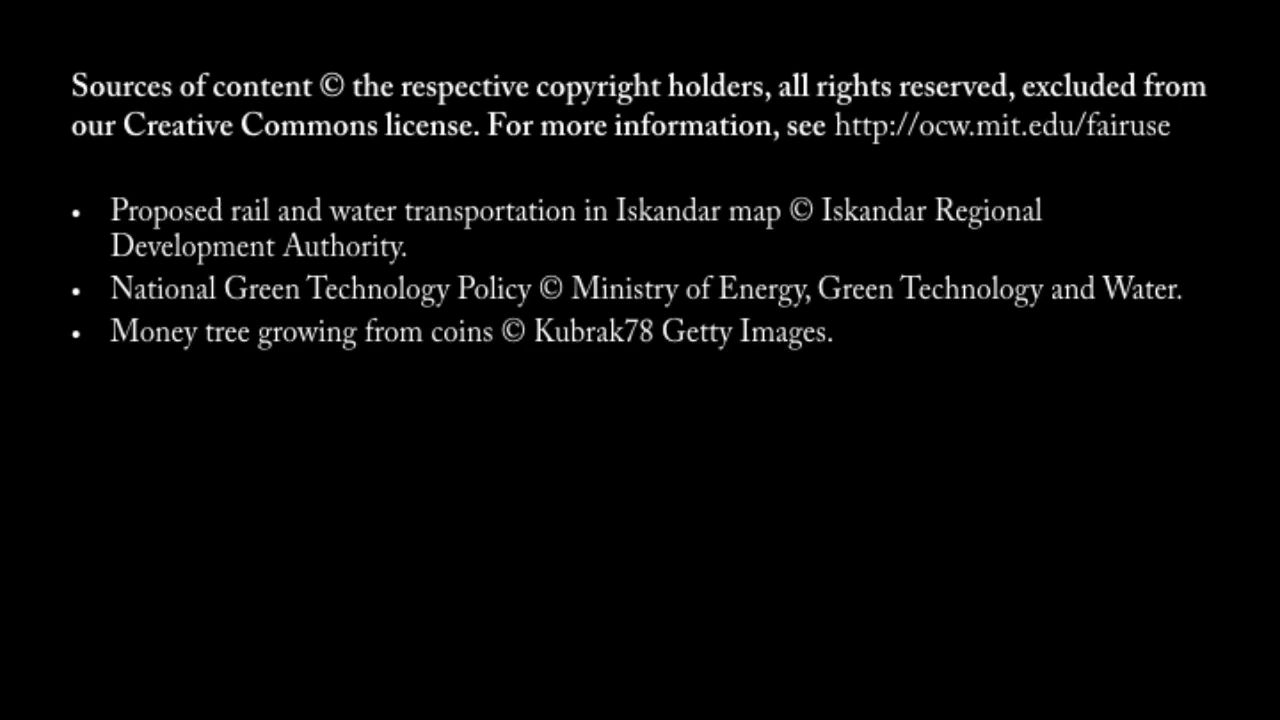 Sources of content © the respective copyright holders, all rights reserved, excluded from
our Creative Commons license. For more information, see http://ocw.mit.edu/fairuse
• Proposed rail and water transportation in Iskandar map © Iskandar Regional
Development Authority.
• National Green Technology Policy © Ministry of Energy, Green Technology and Water.
• Money tree growing from coins © Kubrak78 Getty Images.